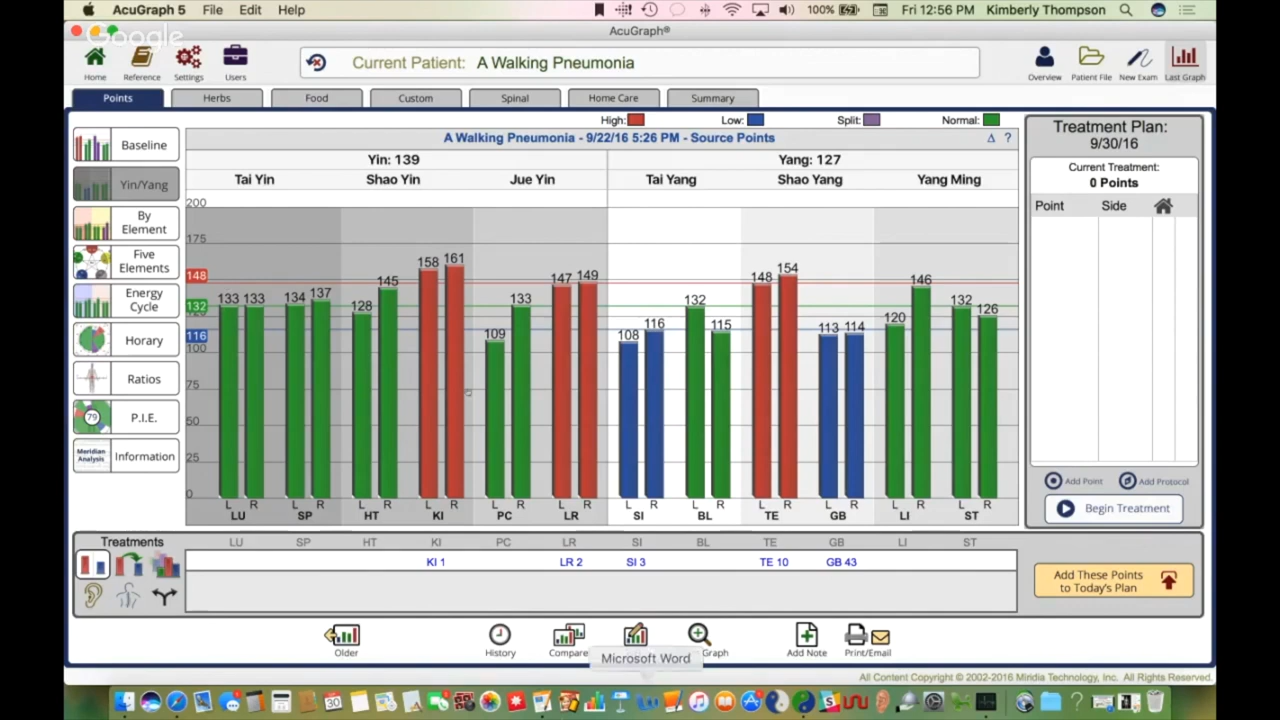 AcuGraph 5 File Edit Help 100% Fri 12:56 PM Kimberly Thompson
AcuGraph®
Google
Home Reference Settings Users Current Patient: A Walking Pneumonia Overview Patient File New Exam Last Graph
Points Herbs Food Custom Spinal Home Care Summary
High: Low: Split: Normal:
A Walking Pneumonia - 9/22/16 5:26 PM - Source Points Δ ?
Yin: 139 Yang: 127
Tai Yin Shao Yin Jue Yin Tai Yang Shao Yang Yang Ming
Baseline
Yin/Yang
By Element
Five Elements
Energy Cycle
Horary
Ratios
P.I.E.
79
Meridian Analysis
Information
200
175
148
132
116
100
75
50
25
0
133 133 134 137 128 145 158 161 109 133 147 149 108 116 132 115 148 154 113 114 120 146 132 126
L R L R L R L R L R L R L R L R L R L R L R L R
LU SP HT KI PC LR SI BL TE GB LI ST
Treatment Plan:
9/30/16
Current Treatment:
0 Points
Point Side
Add Point Add Protocol
Begin Treatment
Treatments LU SP HT KI PC LR SI BL TE GB LI ST
KI 1 LR 2 SI 3 TE 10 GB 43
Add These Points
to Today's Plan
Older History Compare Graph Add Note Print/Email
Microsoft Word
All Content Copyright © 2002-2016 Miridia Technology, Inc. All Rights Reserved.
30